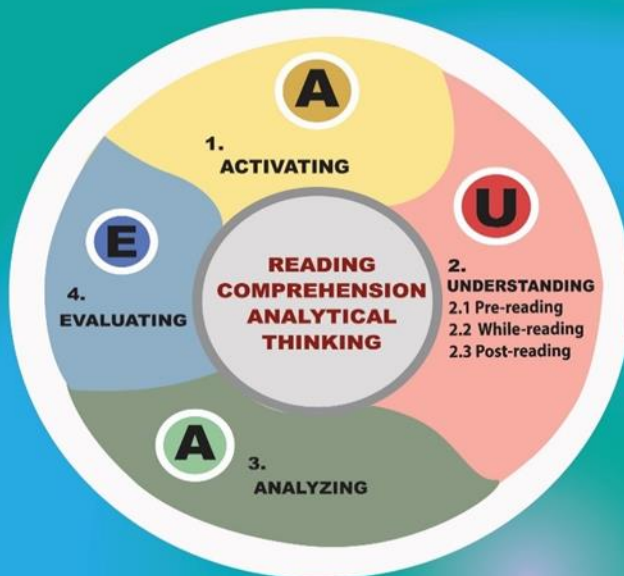 A
1.
ACTIVATING
U
2.
UNDERSTANDING
2.1 Pre-reading
2.2 While-reading
2.3 Post-reading
A
3.
ANALYZING
E
4.
EVALUATING
READING
COMPREHENSION
ANALYTICAL
THINKING